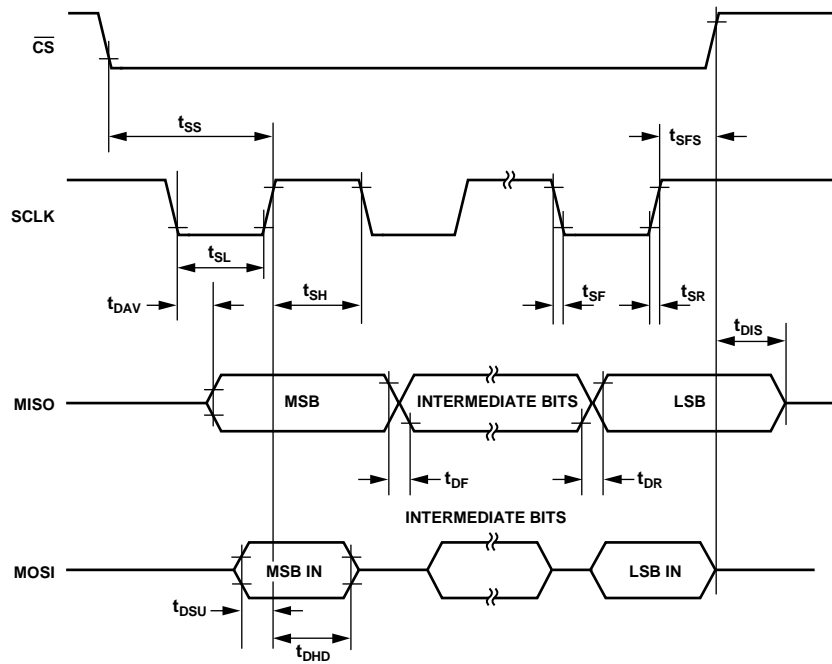 CS
tSS
tSFS
SCLK
tSL
tSH
tSF
tSR
tDAV
tDIS
MISO
MSB
INTERMEDIATE BITS
LSB
tDF
tDR
INTERMEDIATE BITS
MOSI
MSB IN
LSB IN
tDSU
tDHD